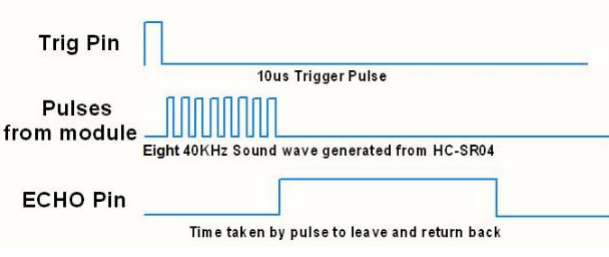 Trig Pin
10us Trigger Pulse
Pulses
from module
Eight 40KHz Sound wave generated from HC-SR04
ECHO Pin
Time taken by pulse to leave and return back